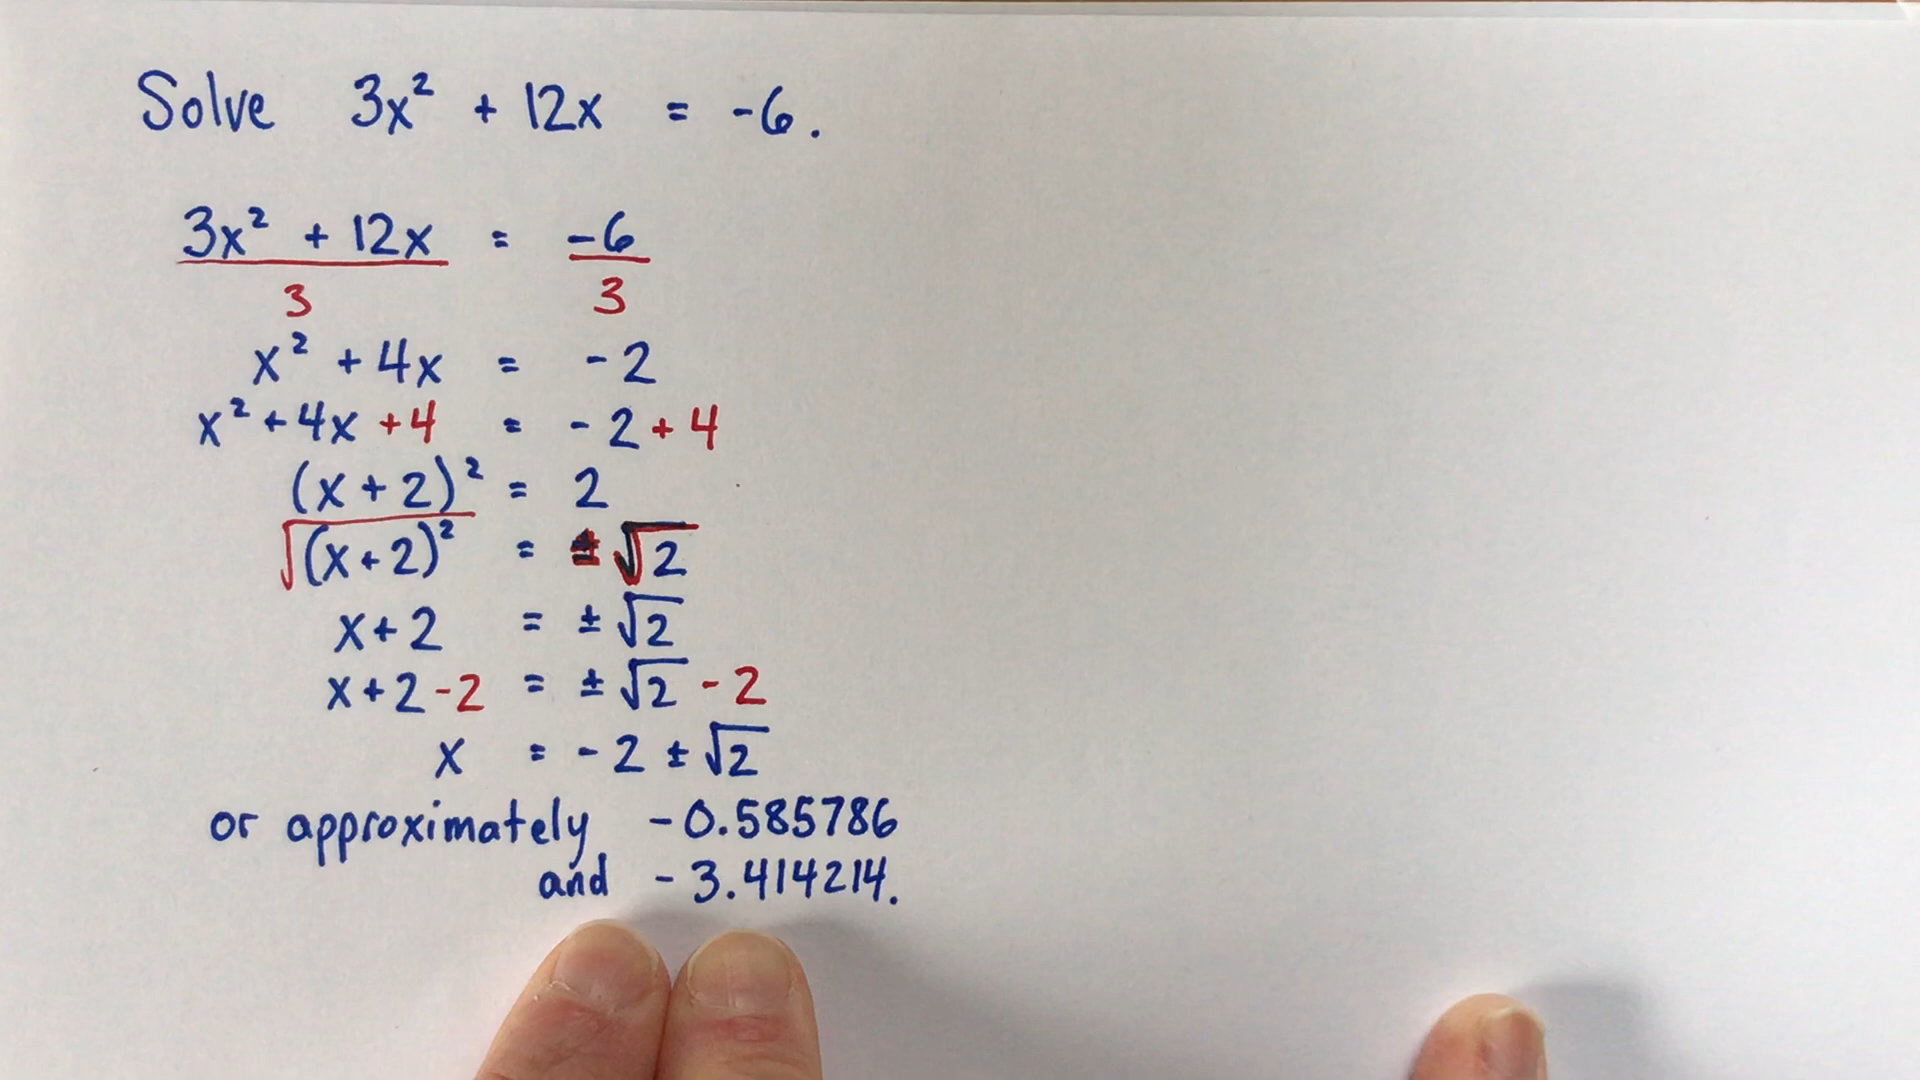 Solve 3x² + 12x = -6.
3x² + 12x = -6
3 3
x² + 4x = -2
x² + 4x + 4 = -2 + 4
(x + 2)² = 2
√(x + 2)² = ± √2
x + 2 = ± √2
x + 2 - 2 = ± √2 - 2
x = -2 ± √2
or approximately -0.585786
and -3.414214.